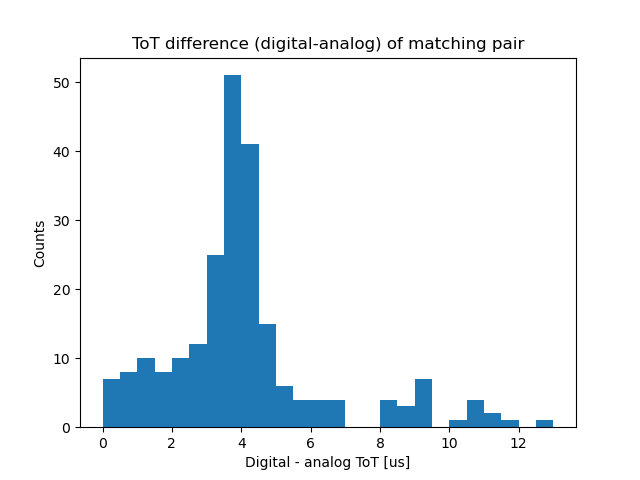 ToT difference (digital-analog) of matching pair
50
40
30
20
10
0
Counts
0 2 4 6 8 10 12
Digital - analog ToT [us]